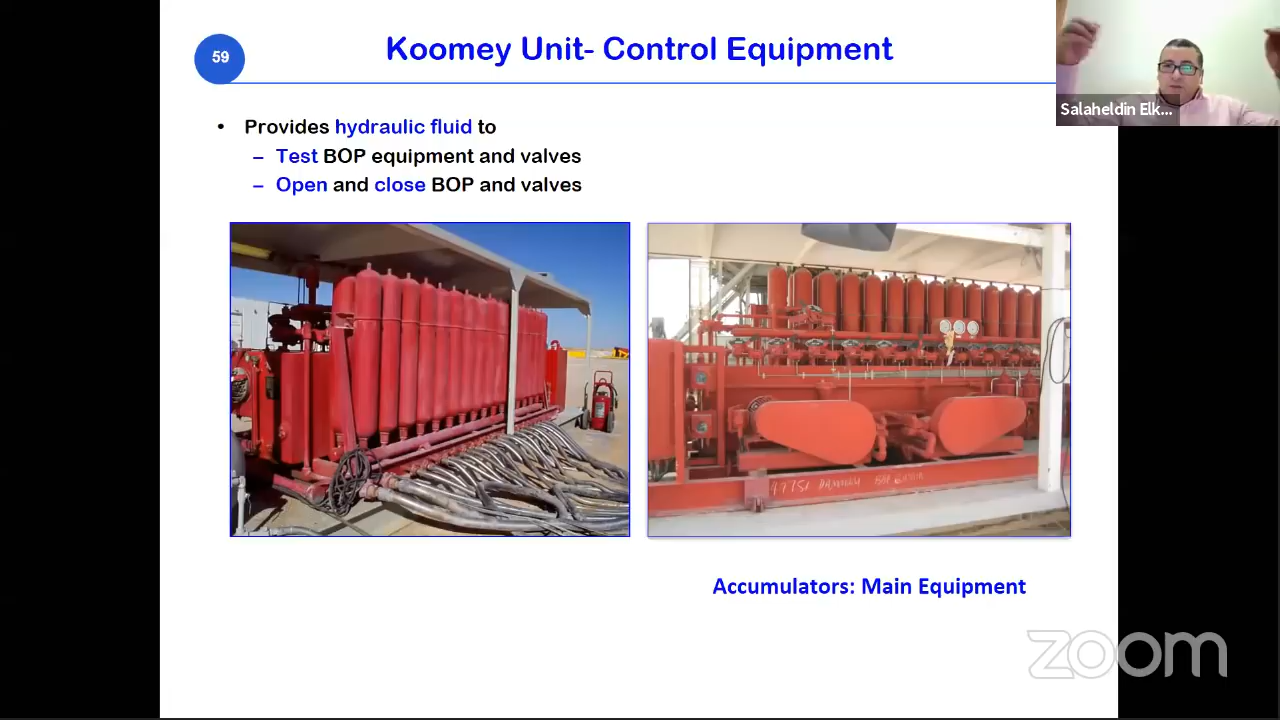 59
Koomey Unit- Control Equipment
Salaheldin Elk...
• Provides hydraulic fluid to
– Test BOP equipment and valves
– Open and close BOP and valves
Accumulators: Main Equipment
zoom